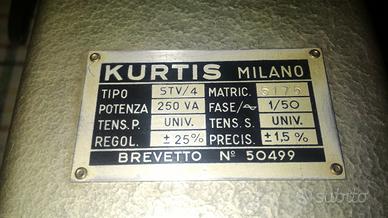 KURTIS MILANO
TIPO STV/4 MATRIC. 5175
POTENZA 250 VA FASE/∾ 1/50
TENS. P. UNIV. TENS. S. UNIV.
REGOL. ± 25% PRECIS. ± 1,5%
BREVETTO N° 50499
subito